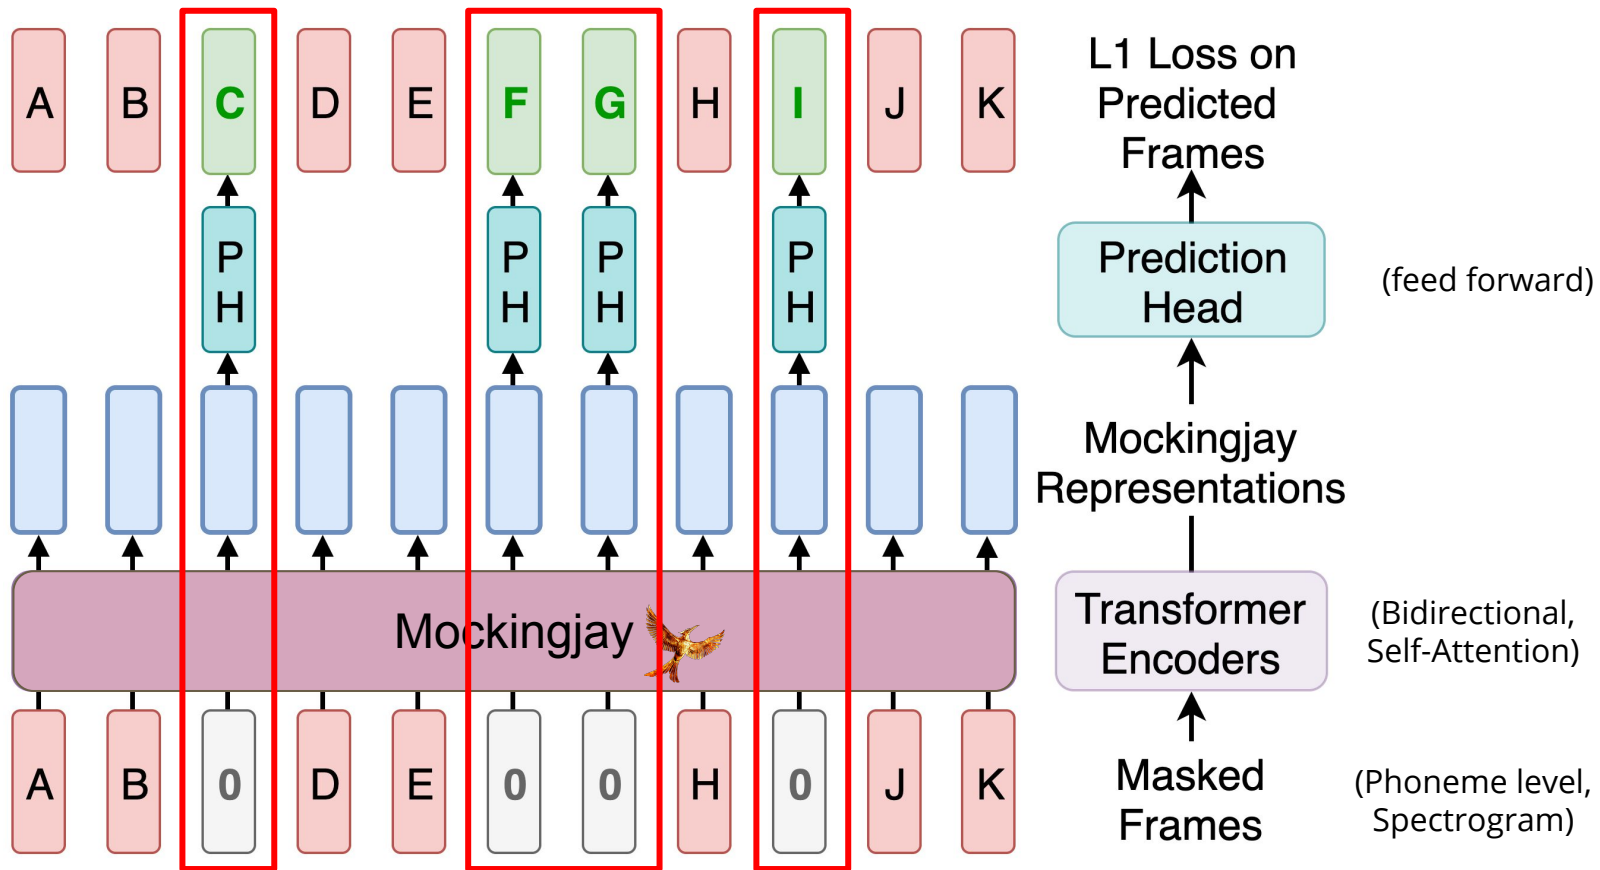 A B C D E F G H I J K
L1 Loss on
Predicted
Frames
P P P P
H H H H
Prediction
Head
(feed forward)
Mockingjay
Representations
Mockingjay
Transformer
Encoders
(Bidirectional,
Self-Attention)
A B 0 D E 0 0 H 0 J K
Masked
Frames
(Phoneme level,
Spectrogram)